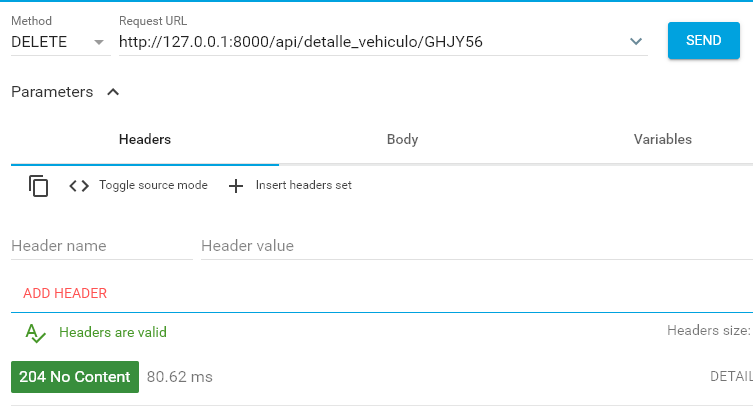 Method Request URL
DELETE http://127.0.0.1:8000/api/detalle_vehiculo/GHJY56 SEND
Parameters
Headers Body Variables
Toggle source mode Insert headers set
Header name Header value
ADD HEADER
Headers are valid Headers size:
204 No Content 80.62 ms DETAIL